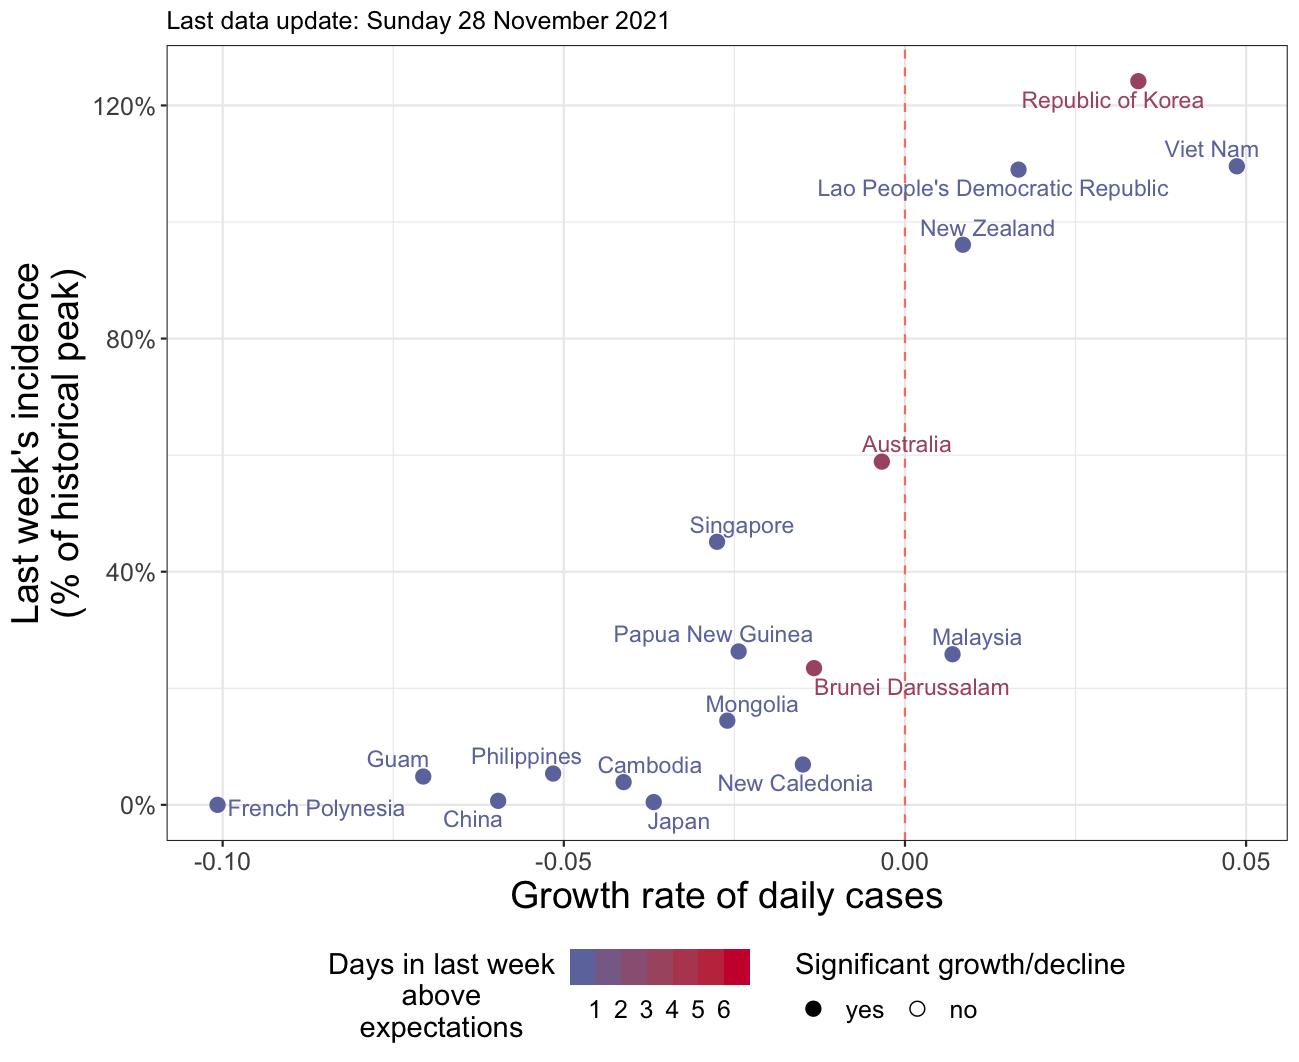 Last data update: Sunday 28 November 2021
Last week's incidence
(% of historical peak)
120%
80%
40%
0%
Republic of Korea
Viet Nam
Lao People's Democratic Republic
New Zealand
Australia
Singapore
Papua New Guinea
Malaysia
Brunei Darussalam
Mongolia
Guam
Philippines
Cambodia
New Caledonia
French Polynesia
China
Japan
-0.10
-0.05
0.00
0.05
Growth rate of daily cases
Days in last week
above
expectations
1 2 3 4 5 6
Significant growth/decline
yes
no